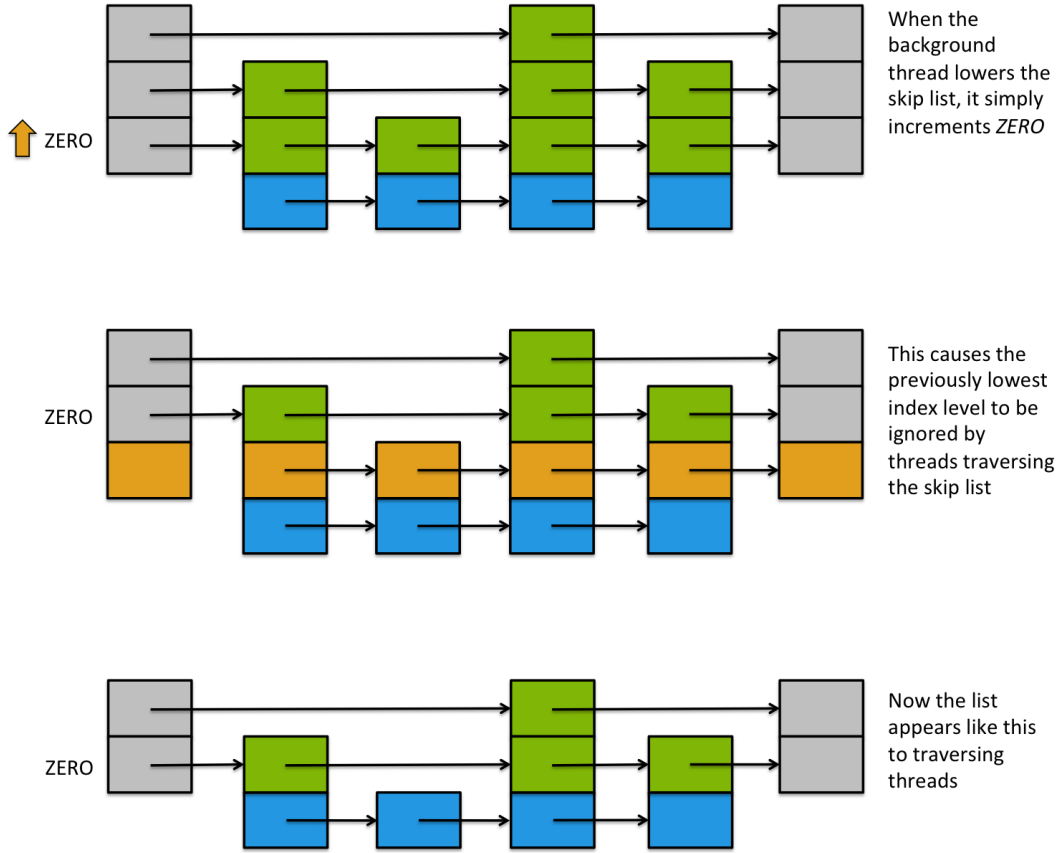 When the
background
thread lowers the
skip list, it simply
increments ZERO
ZERO
This causes the
previously lowest
index level to be
ignored by
threads traversing
the skip list
ZERO
Now the list
appears like this
to traversing
threads
ZERO